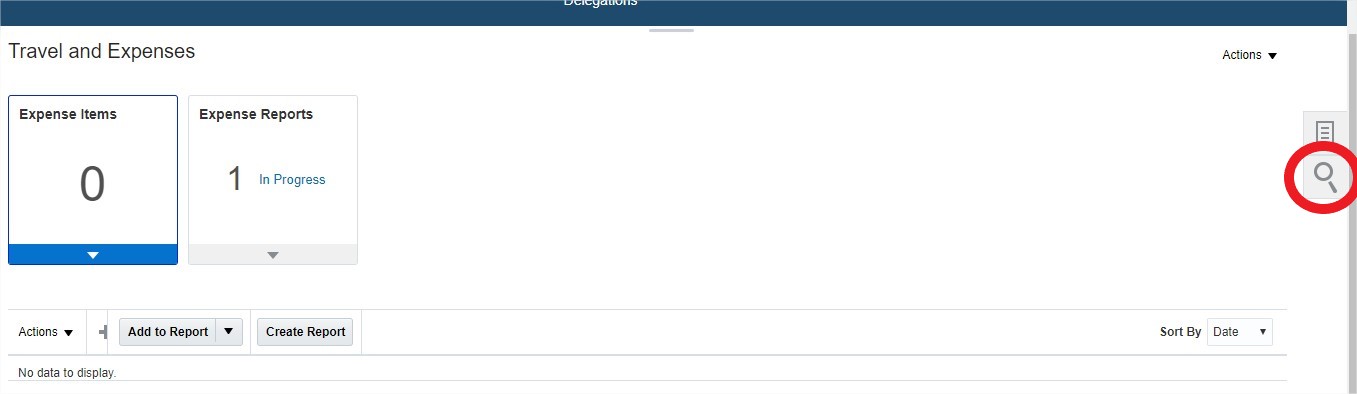 Delegations
Travel and Expenses
Actions
Expense Items
0
Expense Reports
1 In Progress
Actions
Add to Report
Create Report
Sort By Date
No data to display.